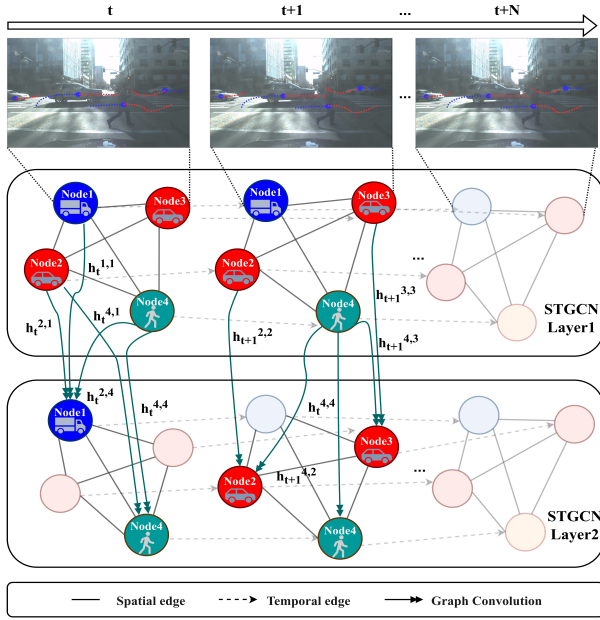 t
t+1
...
t+N
...
Node1
Node3
Node2
Node4
h_t^{1,1}
h_t^{2,1}
h_t^{4,1}
Node1
Node3
Node2
Node4
h_{t+1}^{3,3}
h_{t+1}^{2,2}
h_{t+1}^{4,3}
...
STGCN
Layer1
Node1
Node4
h_t^{2,4}
h_t^{4,4}
h_t^{4,4}
Node3
Node2
Node4
h_{t+1}^{4,2}
...
STGCN
Layer2
Spatial edge
Temporal edge
Graph Convolution